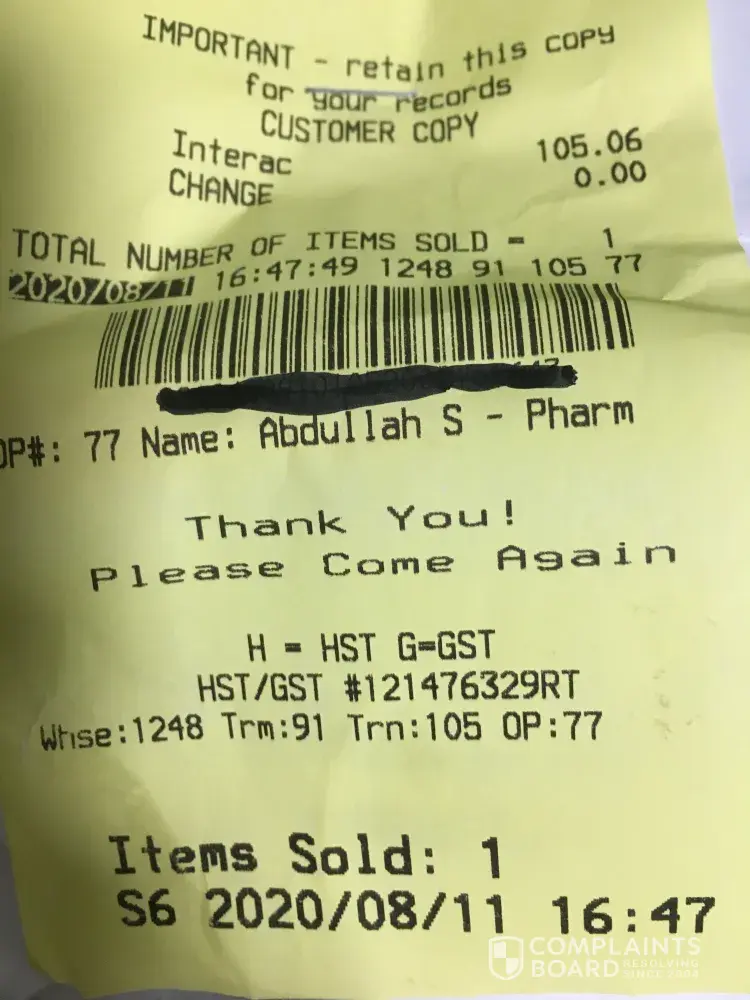 IMPORTANT - retain this copy
for your records
CUSTOMER COPY
Interac 105.06
CHANGE 0.00
TOTAL NUMBER OF ITEMS SOLD = 1
2020/08/11 16:47:49 1248 91 105 77
OP#: 77 Name: Abdullah S - Pharm
Thank You!
Please Come Again
H = HST G=GST
HST/GST #121476329RT
Whse:1248 Trm:91 Trn:105 OP:77
Items Sold: 1
S6 2020/08/11 16:47
COMPLAINTS
BOARD RESOLVING
SINCE 2004